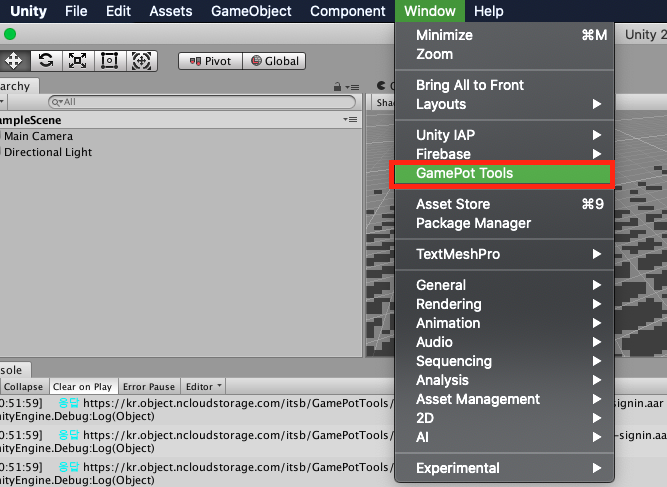 Unity File Edit Assets GameObject Component Window Help
Pivot Global
Unity 2
Minimize ⌘M
Zoom
Bring All to Front
Layouts
Unity IAP
Firebase
GamePot Tools
Asset Store ⌘9
Package Manager
TextMeshPro
General
Rendering
Animation
Audio
Sequencing
Analysis
Asset Management
2D
AI
Experimental
archy
All
ampleScene
Main Camera
Directional Light
Sha
sole
Collapse Clear on Play Error Pause Editor
0:51:59] 응답 https://kr.object.ncloudstorage.com/itsb/GamePotTools/ signin.aar
nityEngine.Debug:Log(Object)
0:51:59] 응답 https://kr.object.ncloudstorage.com/itsb/GamePotTools/ -signin.aar
nityEngine.Debug:Log(Object)
0:51:59] 응답 https://kr.object.ncloudstorage.com/itsb/GamePotTools/
nityEngine.Debug:Log(Object)